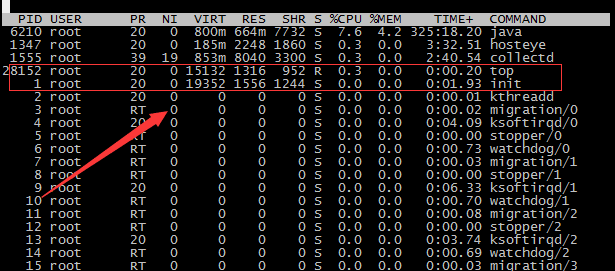 PID USER PR NI VIRT RES SHR S %CPU %MEM TIME+ COMMAND
6210 root 20 0 800m 664m 7732 S 7.6 4.2 325:18.20 java
1347 root 20 0 185m 2248 1860 S 0.3 0.0 3:32.51 hosteye
1555 root 39 19 853m 8040 3300 S 0.3 0.0 2:40.54 collectd
28152 root 20 0 15132 1316 952 R 0.3 0.0 0:00.20 top
1 root 20 0 19352 1556 1244 S 0.0 0.0 0:01.93 init
2 root 20 0 0 0 0 S 0.0 0.0 0:00.01 kthreadd
3 root RT 0 0 0 0 S 0.0 0.0 0:00.02 migration/0
4 root 20 0 0 0 0 S 0.0 0.0 0:04.09 ksoftirqd/0
5 root RT 0 0 0 0 S 0.0 0.0 0:00.00 stopper/0
6 root RT 0 0 0 0 S 0.0 0.0 0:00.73 watchdog/0
7 root RT 0 0 0 0 S 0.0 0.0 0:00.03 migration/1
8 root RT 0 0 0 0 S 0.0 0.0 0:00.00 stopper/1
9 root 20 0 0 0 0 S 0.0 0.0 0:06.33 ksoftirqd/1
10 root RT 0 0 0 0 S 0.0 0.0 0:00.70 watchdog/1
11 root RT 0 0 0 0 S 0.0 0.0 0:00.08 migration/2
12 root RT 0 0 0 0 S 0.0 0.0 0:00.00 stopper/2
13 root 20 0 0 0 0 S 0.0 0.0 0:03.74 ksoftirqd/2
14 root RT 0 0 0 0 S 0.0 0.0 0:00.69 watchdog/2
15 root RT 0 0 0 0 S 0.0 0.0 0:00.03 migration/3